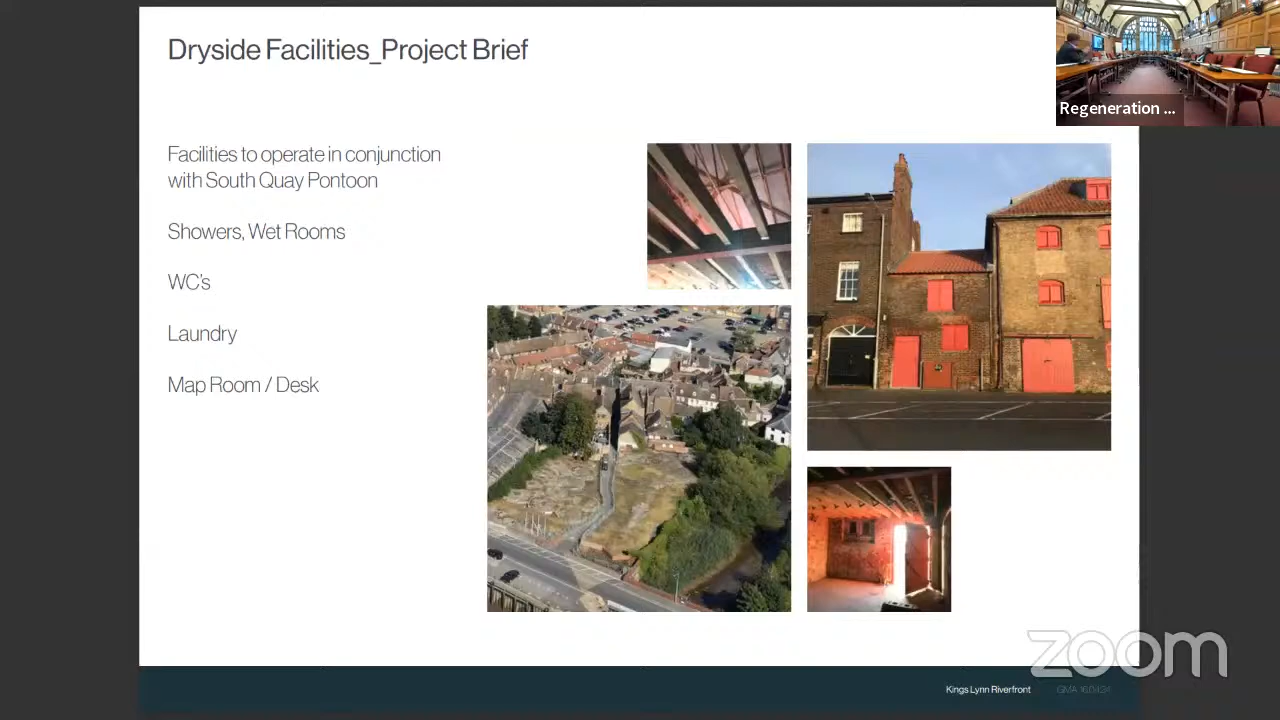 Dryside Facilities_Project Brief
Regeneration ...
Facilities to operate in conjunction
with South Quay Pontoon
Showers, Wet Rooms
WC's
Laundry
Map Room / Desk
zoom
Kings Lynn Riverfront